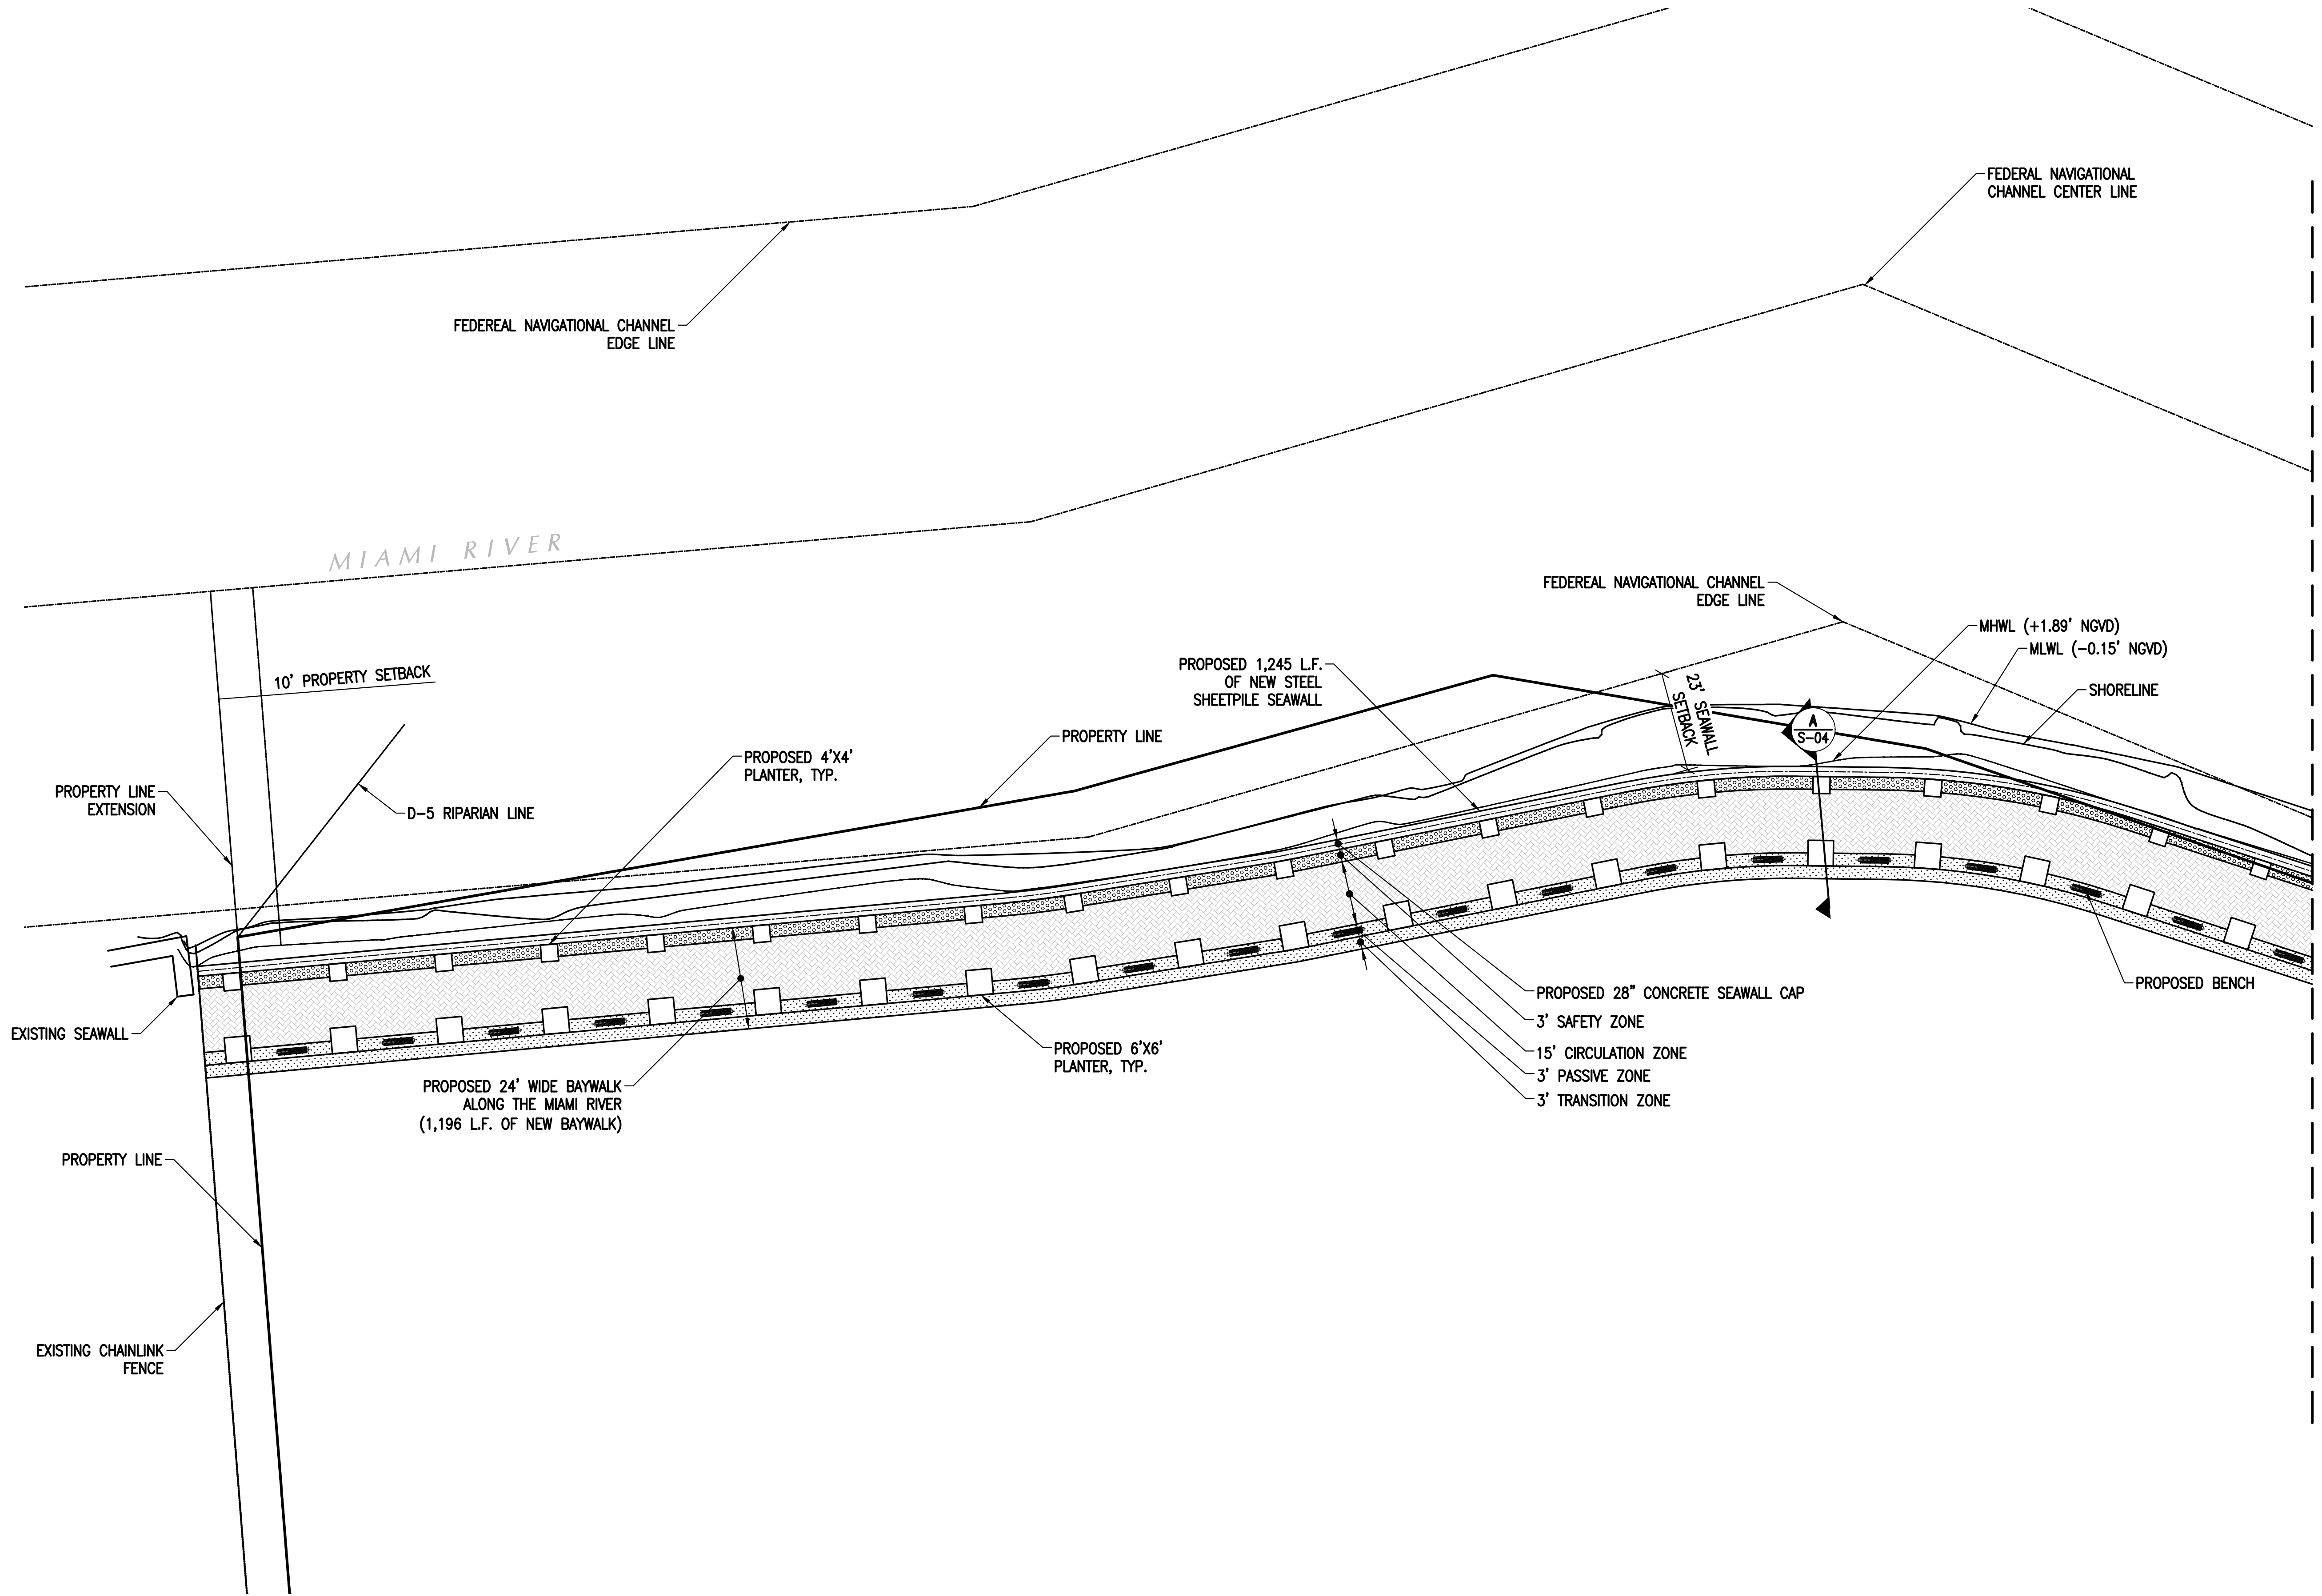 FEDERAL NAVIGATIONAL
CHANNEL CENTER LINE
FEDEREAL NAVIGATIONAL CHANNEL
EDGE LINE
MIAMI RIVER
FEDEREAL NAVIGATIONAL CHANNEL
EDGE LINE
MHWL (+1.89' NGVD)
MLWL (-0.15' NGVD)
SHORELINE
10' PROPERTY SETBACK
PROPOSED 1,245 L.F.
OF NEW STEEL
SHEETPILE SEAWALL
23' SEAWALL
SETBACK
A
S-04
PROPERTY LINE
PROPOSED 4'X4'
PLANTER, TYP.
PROPERTY LINE
EXTENSION
D-5 RIPARIAN LINE
EXISTING SEAWALL
PROPOSED BENCH
PROPOSED 28" CONCRETE SEAWALL CAP
3' SAFETY ZONE
15' CIRCULATION ZONE
3' PASSIVE ZONE
3' TRANSITION ZONE
PROPOSED 6'X6'
PLANTER, TYP.
PROPOSED 24' WIDE BAYWALK
ALONG THE MIAMI RIVER
(1,196 L.F. OF NEW BAYWALK)
PROPERTY LINE
EXISTING CHAINLINK
FENCE